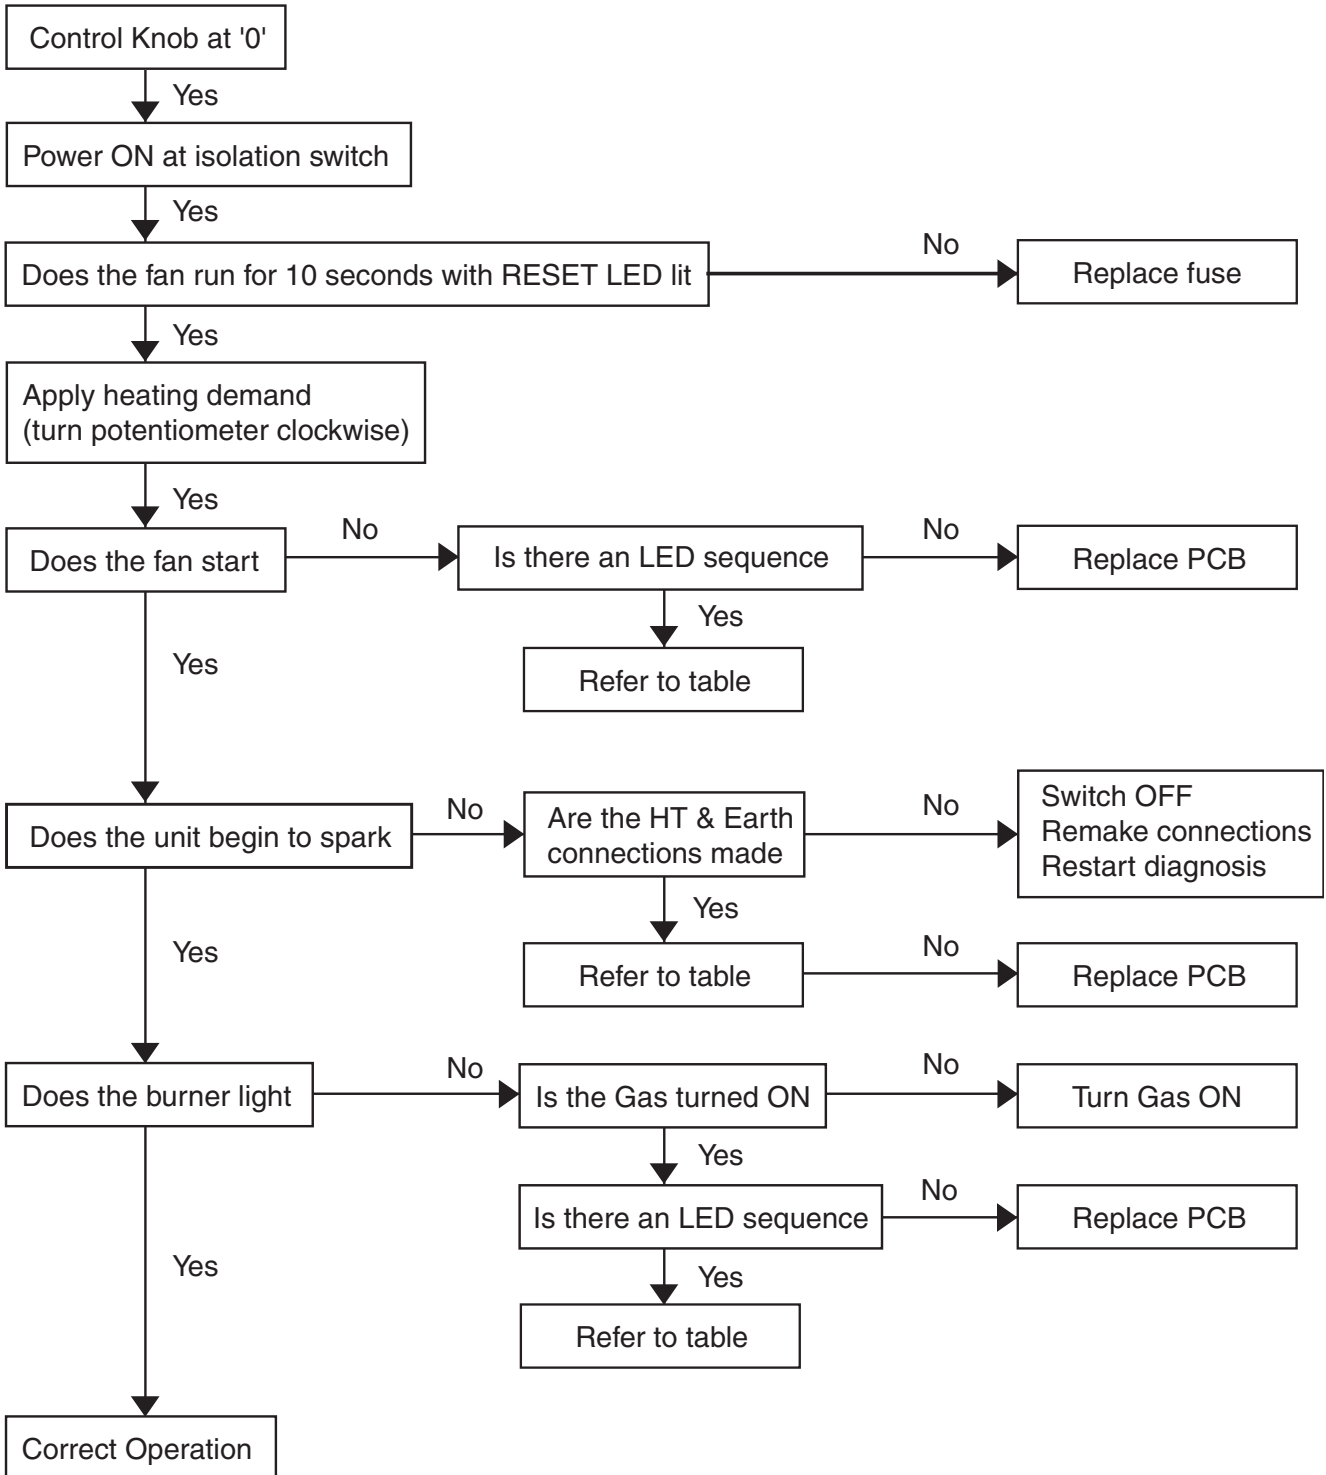 Control Knob at '0'
Yes
Power ON at isolation switch
Yes
Does the fan run for 10 seconds with RESET LED lit
No
Replace fuse
Yes
Apply heating demand
(turn potentiometer clockwise)
Yes
Does the fan start
No
Is there an LED sequence
No
Replace PCB
Yes
Refer to table
Yes
Does the unit begin to spark
No
Are the HT & Earth
connections made
No
Switch OFF
Remake connections
Restart diagnosis
Yes
Refer to table
No
Replace PCB
Yes
Does the burner light
No
Is the Gas turned ON
No
Turn Gas ON
Yes
Is there an LED sequence
No
Replace PCB
Yes
Refer to table
Yes
Correct Operation